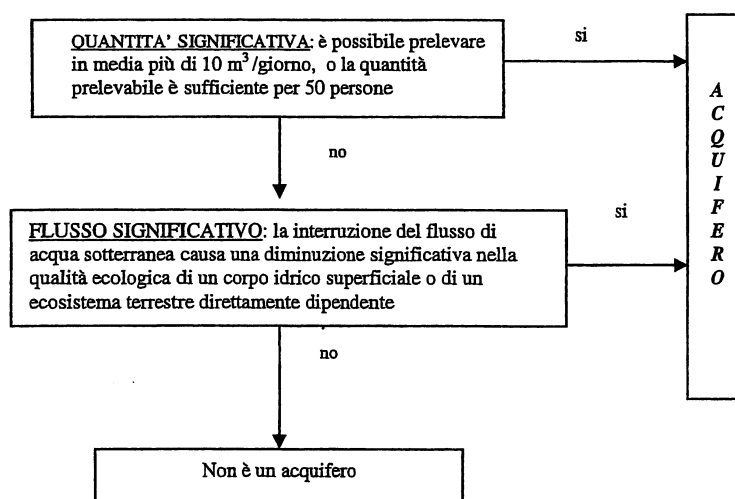 QUANTITA' SIGNIFICATIVA: è possibile prelevare
in media più di 10 m³/giorno, o la quantità
prelevabile è sufficiente per 50 persone
si
no
FLUSSO SIGNIFICATIVO: la interruzione del flusso di
acqua sotterranea causa una diminuzione significativa nella
qualità ecologica di un corpo idrico superficiale o di un
ecosistema terrestre direttamente dipendente
si
no
Non è un acquifero
A
C
Q
U
I
F
E
R
O